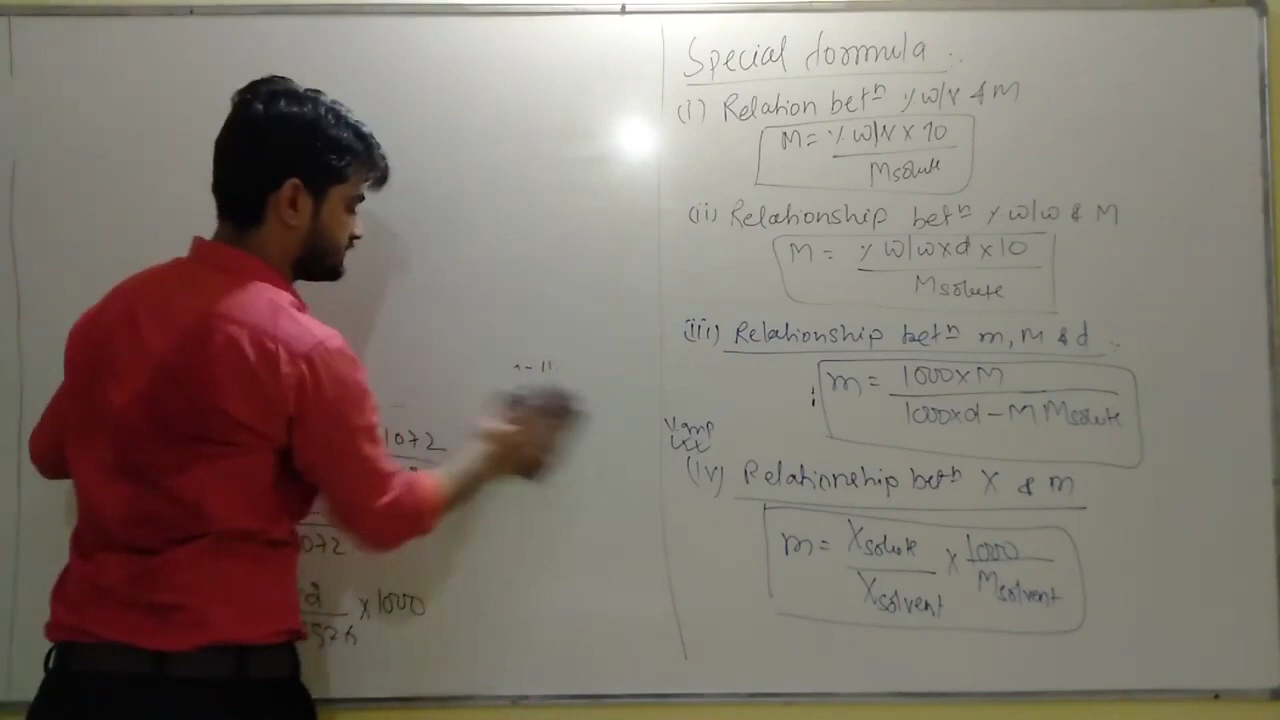 1072
072
× 1000
Special formula
(i) Relation betⁿ % w/v & M
M = % w/v × 10
Msolute
(ii) Relationship betⁿ % w/w & M
M = % w/w × d × 10
Msolute
(iii) Relationship betⁿ m, M & d
m = 1000 × M
1000 × d - M Msolute
V.imp
(iv) Relationship betⁿ X & m
m = Xsolute × 1000
Xsolvent Msolvent